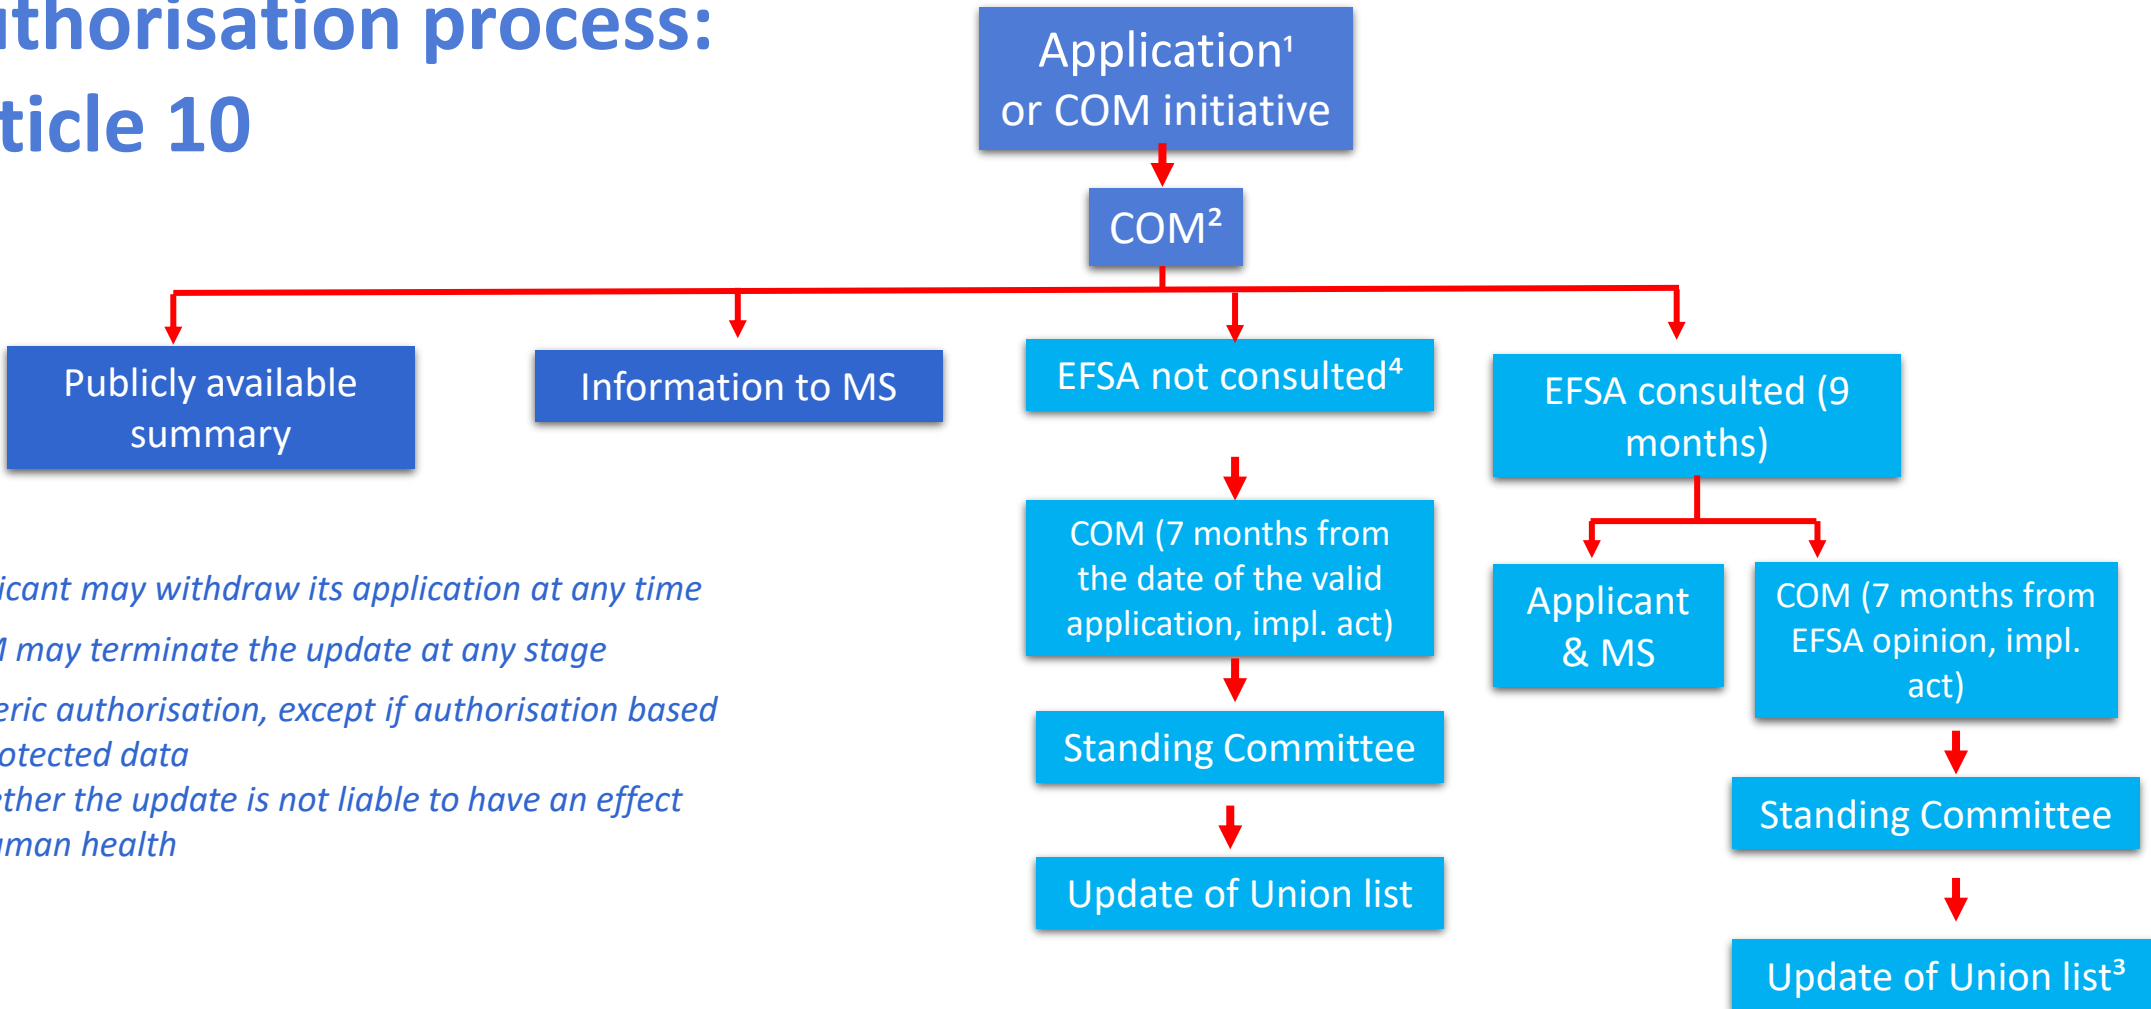 uthorisation process:
ticle 10
Application¹
or COM initiative
COM²
Publicly available
summary
Information to MS
EFSA not consulted⁴
EFSA consulted (9
months)
COM (7 months from
the date of the valid
application, impl. act)
Applicant
& MS
COM (7 months from
EFSA opinion, impl.
act)
Standing Committee
Standing Committee
Update of Union list
Update of Union list³
icant may withdraw its application at any time
may terminate the update at any stage
eric authorisation, except if authorisation based
otected data
ether the update is not liable to have an effect
uman health